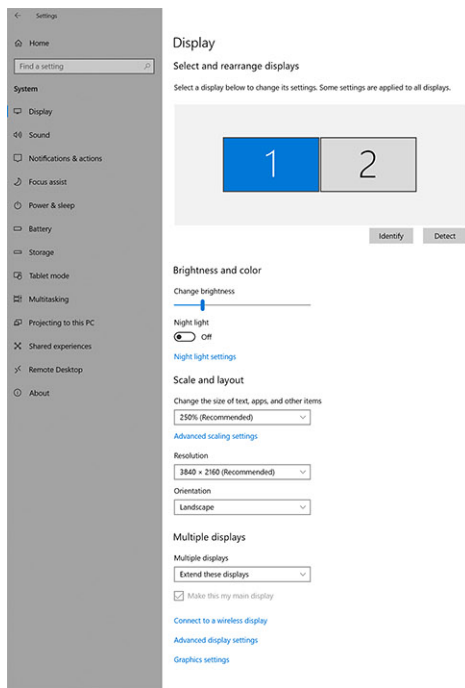 Settings
Home
Find a setting
System
Display
Sound
Notifications & actions
Focus assist
Power & sleep
Battery
Storage
Tablet mode
Multitasking
Projecting to this PC
Shared experiences
Remote Desktop
About
Display
Select and rearrange displays
Select a display below to change its settings. Some settings are applied to all displays.
1 2
Identify Detect
Brightness and color
Change brightness
Night light
Off
Night light settings
Scale and layout
Change the size of text, apps, and other items
250% (Recommended)
Advanced scaling settings
Resolution
3840 × 2160 (Recommended)
Orientation
Landscape
Multiple displays
Multiple displays
Extend these displays
Make this my main display
Connect to a wireless display
Advanced display settings
Graphics settings